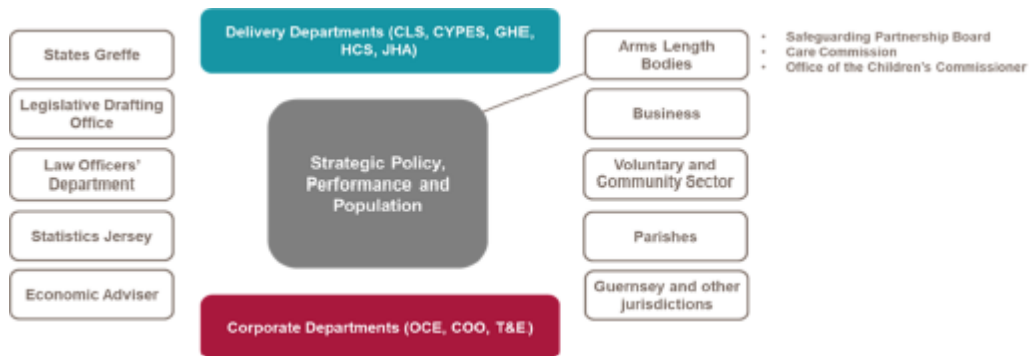 Delivery Departments (CLS, CYPES, GHE,
HCS, JHA)
States Greffe
Legislative Drafting
Office
Law Officers'
Department
Statistics Jersey
Economic Adviser
Strategic Policy,
Performance and
Population
Arms Length
Bodies
• Safeguarding Partnership Board
• Care Commission
• Office of the Children's Commissioner
Business
Voluntary and
Community Sector
Parishes
Guernsey and other
jurisdictions
Corporate Departments (OCE, COO, T&E)